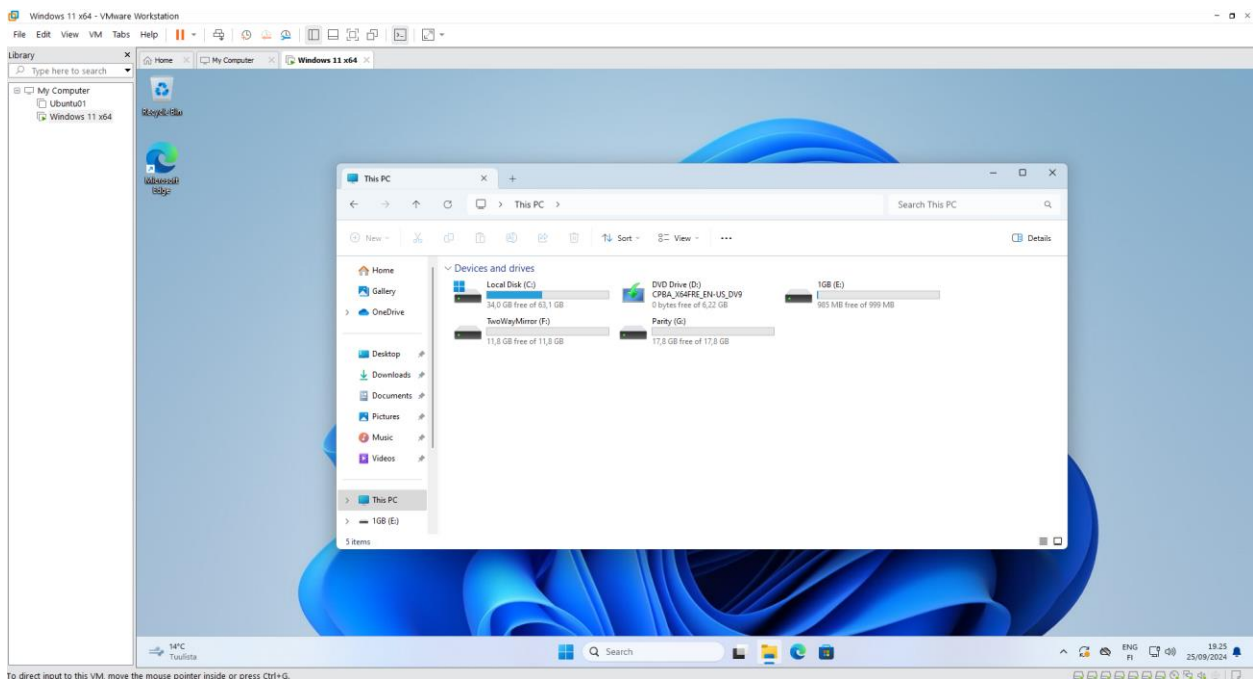 Windows 11 x64 - VMware Workstation
File Edit View VM Tabs Help
Library
Type here to search
Home
My Computer
Windows 11 x64
My Computer
Ubuntu01
Windows 11 x64
Recycle Bin
Microsoft
Edge
This PC
This PC
Search This PC
New
Sort
View
Details
Home
Gallery
OneDrive
Desktop
Downloads
Documents
Pictures
Music
Videos
This PC
1GB (E:)
Devices and drives
Local Disk (C:)
34,0 GB free of 63,1 GB
DVD Drive (D:)
CPBA_X64FRE_EN-US_DV9
0 bytes free of 6,22 GB
1GB (E:)
985 MB free of 999 MB
TwoWayMirror (F:)
11,8 GB free of 11,8 GB
Parity (G:)
17,8 GB free of 17,8 GB
5 items
14°C
Tuulista
Search
ENG
FI
19.25
25/09/2024
To direct input to this VM, move the mouse pointer inside or press Ctrl+G.